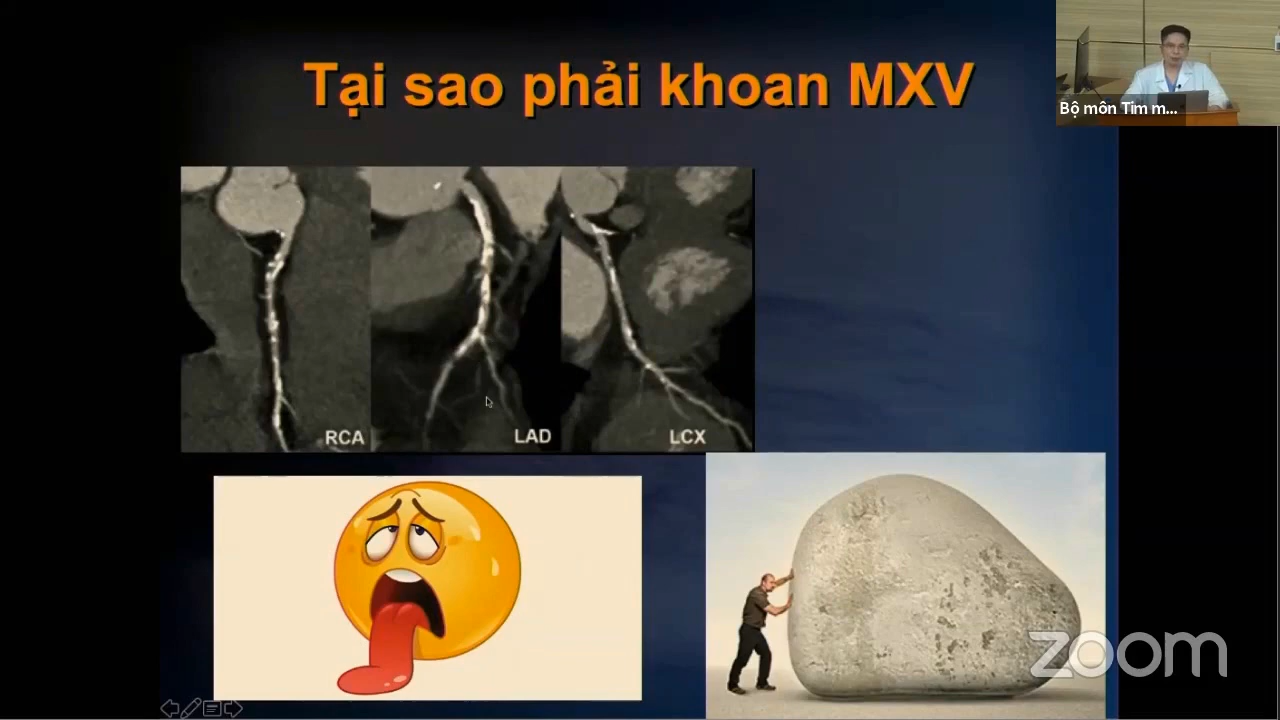 Tại sao phải khoan MXV
Bộ môn Tim m...
RCA
LAD
LCX
zoom